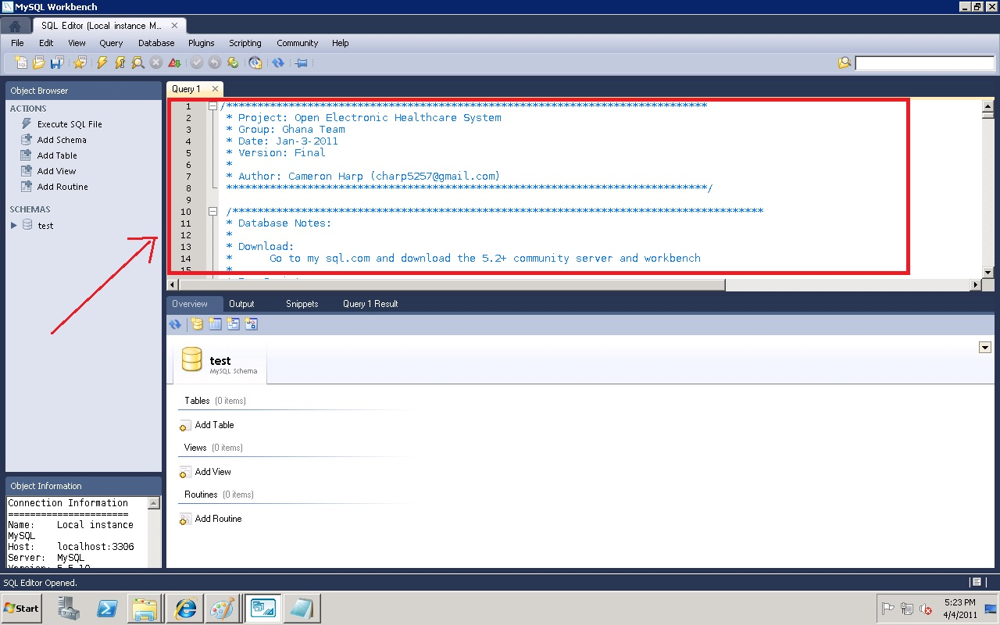 MySQL Workbench
SQL Editor (Local instance M...
File Edit View Query Database Plugins Scripting Community Help
Object Browser
ACTIONS
Execute SQL File
Add Schema
Add Table
Add View
Add Routine
SCHEMAS
test
Query 1
1 /*****************************************************************************
2 * Project: Open Electronic Healthcare System
3 * Group: Ghana Team
4 * Date: Jan-3-2011
5 * Version: Final
6 *
7 * Author: Cameron Harp (charp5257@gmail.com)
8 *****************************************************************************/
9
10 /*************************************************************************************
11 * Database Notes:
12 *
13 * Download:
14 * Go to my sql.com and download the 5.2+ community server and workbench
15 *
Overview Output Snippets Query 1 Result
test
MySQL Schema
Tables (0 items)
Add Table
Views (0 items)
Add View
Routines (0 items)
Add Routine
Object Information
Connection Information
======================
Name: Local instance
MySQL
Host: localhost:3306
Server: MySQL
Version: 5.5.10
SQL Editor Opened.
Start
5:23 PM
4/4/2011